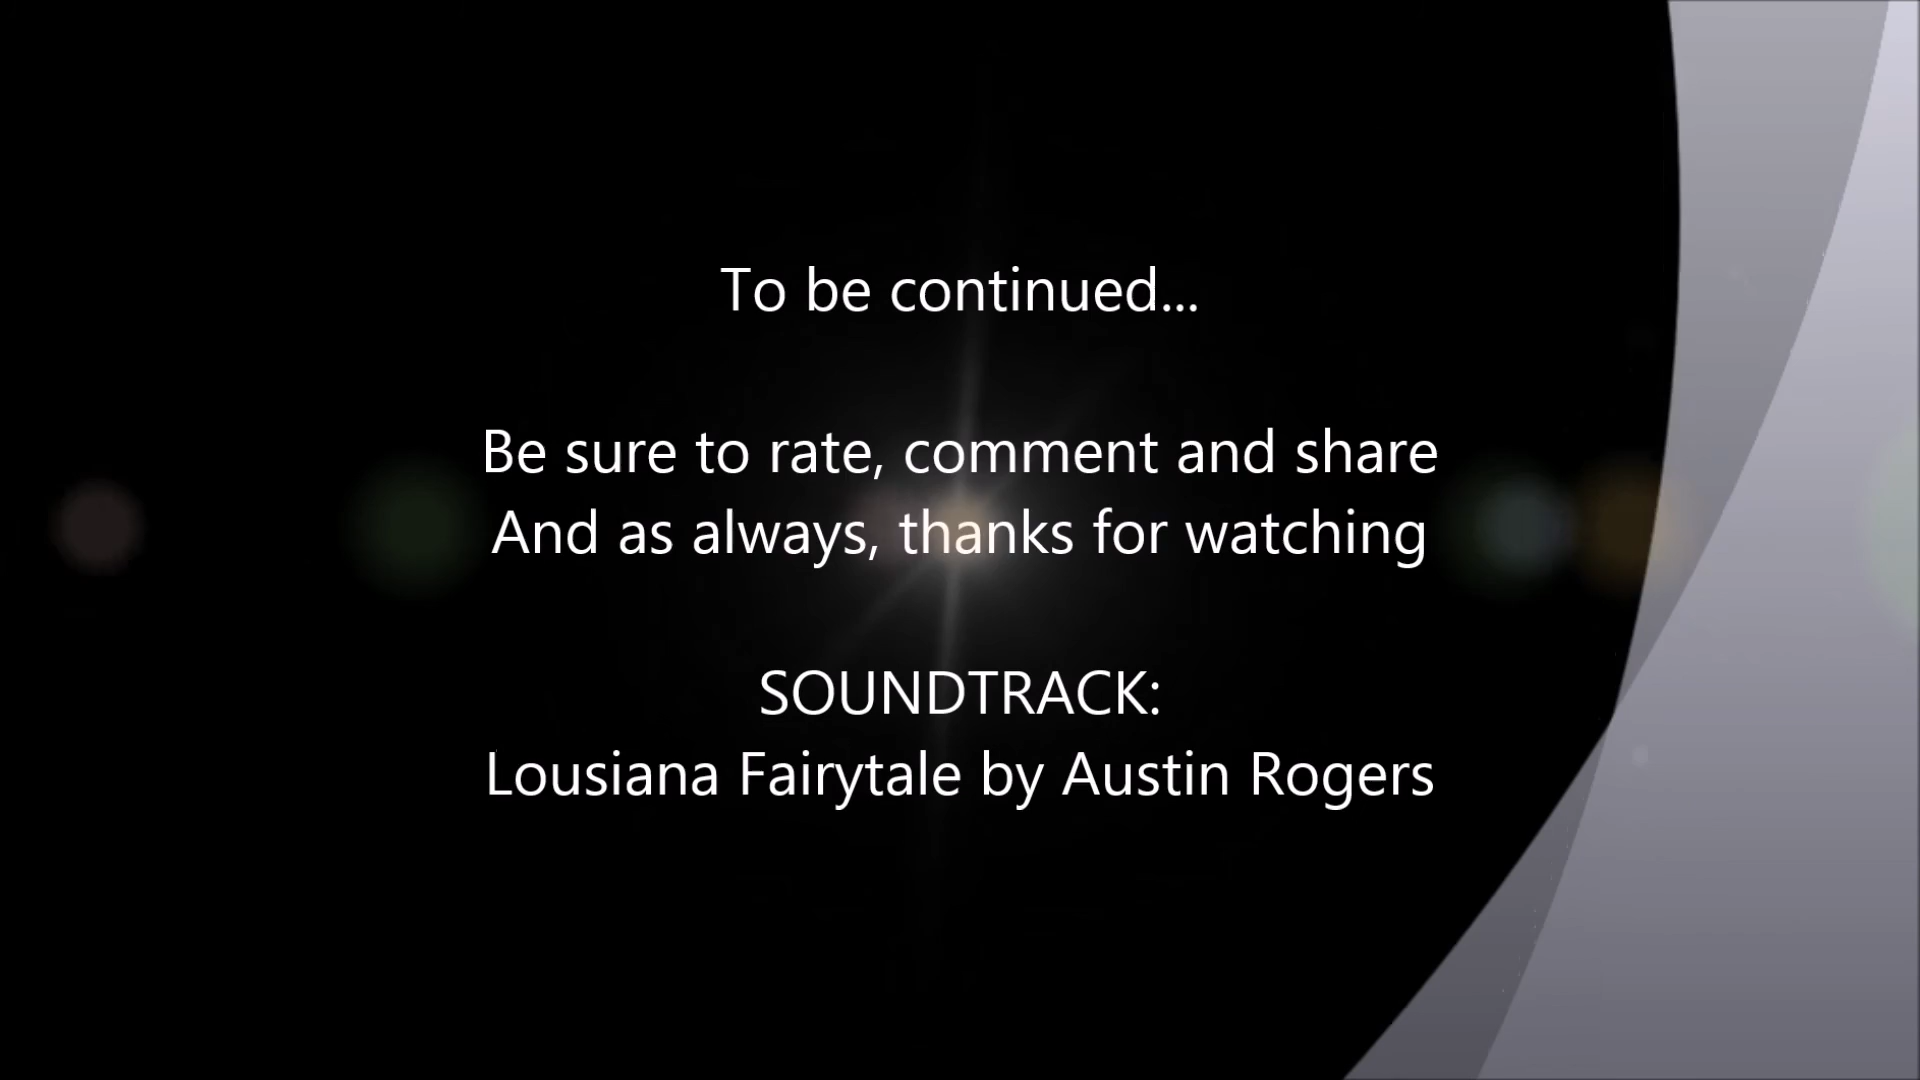 To be continued...
Be sure to rate, comment and share
And as always, thanks for watching
SOUNDTRACK:
Lousiana Fairytale by Austin Rogers